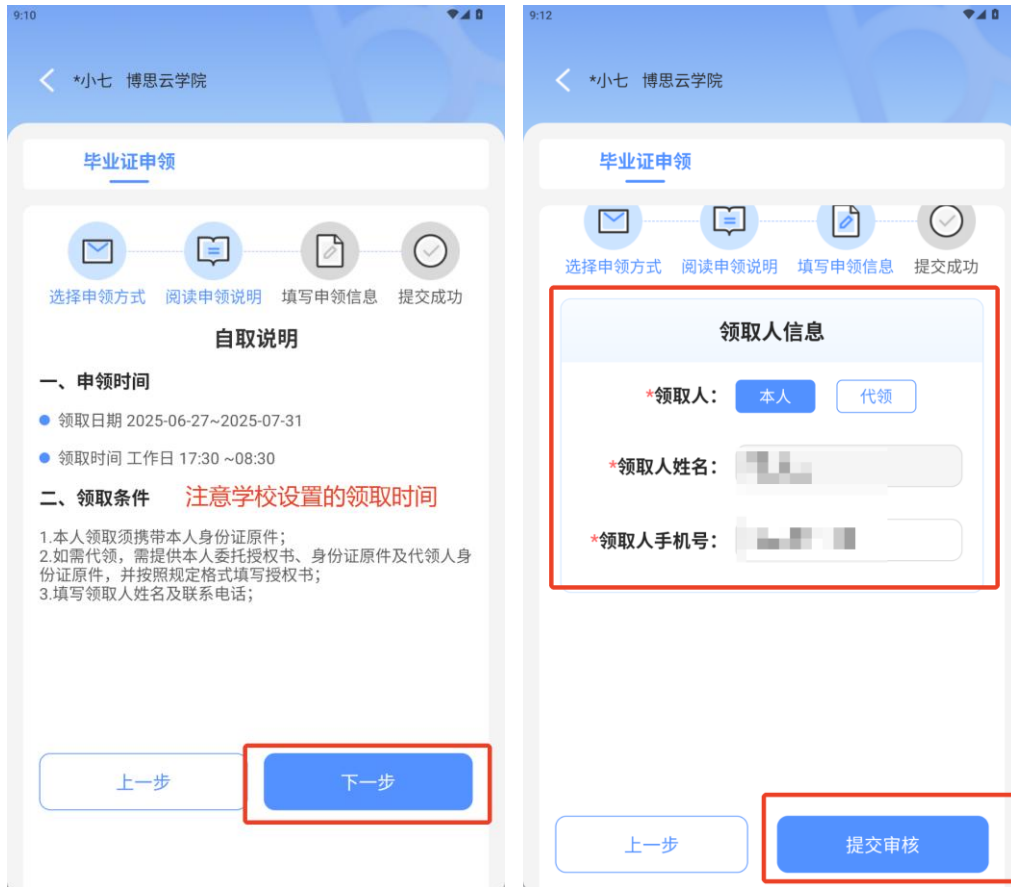 9:10
*小七 博思云学院
毕业证申领
选择申领方式 阅读申领说明 填写申领信息 提交成功
自取说明
一、申领时间
领取日期 2025-06-27~2025-07-31
领取时间 工作日 17:30 ~08:30
二、领取条件 注意学校设置的领取时间
1.本人领取须携带本人身份证原件;
2.如需代领，需提供本人委托授权书、身份证原件及代领人身
份证原件，并按照规定格式填写授权书;
3.填写领取人姓名及联系电话;
上一步 下一步
9:12
*小七 博思云学院
毕业证申领
选择申领方式 阅读申领说明 填写申领信息 提交成功
领取人信息
*领取人： 本人 代领
*领取人姓名：
*领取人手机号：
上一步 提交审核